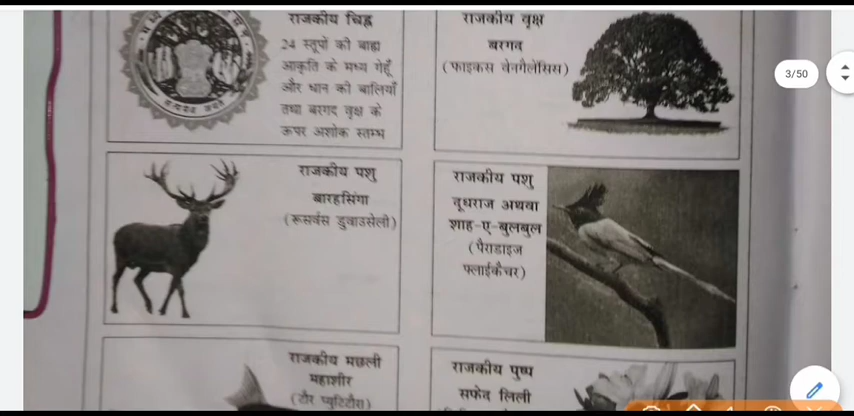 राजकीय चिह्न
24 स्तूपों की बाह्य
आकृति के मध्य गेहूँ
और धान की बालियाँ
तथा बरगद वृक्ष के
ऊपर अशोक स्तम्भ
राजकीय वृक्ष
बरगद
(फाइकस वेनगैलेंसिस)
3/50
राजकीय पशु
बारहसिंगा
(रूसर्वस डुवाउसेली)
राजकीय पशु
दूधराज अथवा
शाह-ए-बुलबुल
(पैराडाइज
फ्लाईकैचर)
राजकीय मछली
महाशीर
(टौर प्युटिटौरा)
राजकीय पुष्प
सफेद लिली